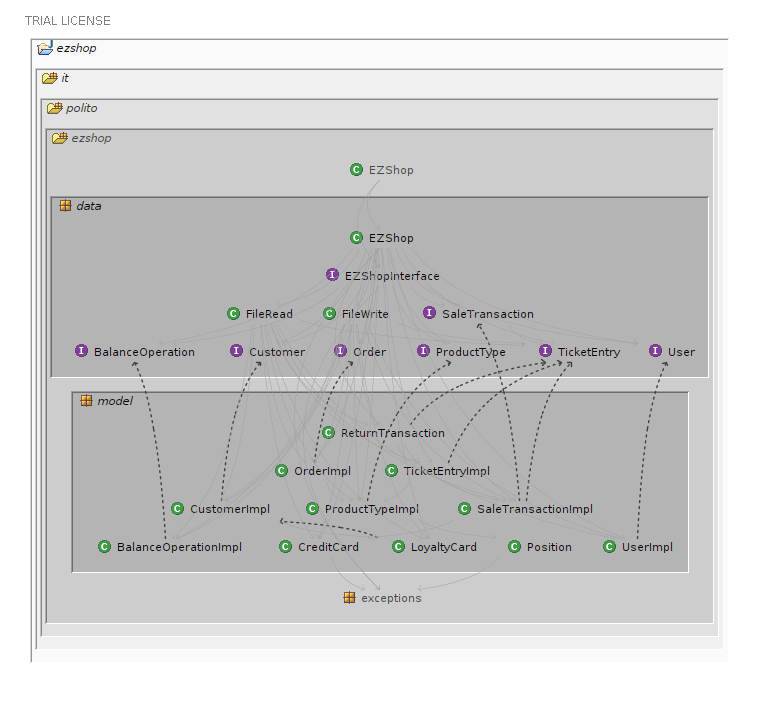 TRIAL LICENSE
ezshop
it
polito
ezshop
C EZShop
data
C EZShop
I EZShopInterface
C FileRead C FileWrite I SaleTransaction
I BalanceOperation I Customer I Order I ProductType I TicketEntry I User
model
C ReturnTransaction
C OrderImpl C TicketEntryImpl
C CustomerImpl C ProductTypeImpl C SaleTransactionImpl
C BalanceOperationImpl C CreditCard C LoyaltyCard C Position C UserImpl
exceptions